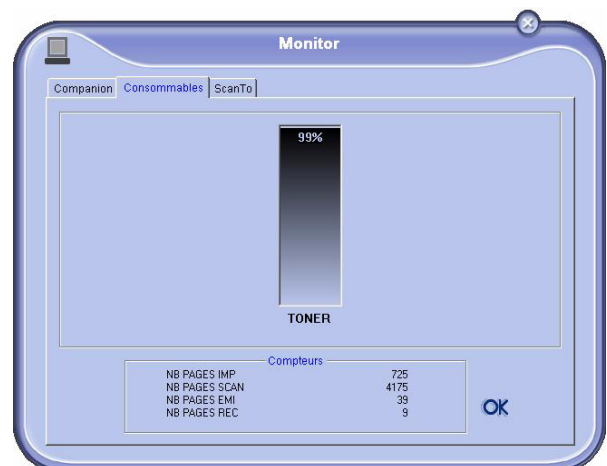 Monitor
Companion Consommables ScanTo
99%
TONER
Compteurs
NB PAGES IMP 725
NB PAGES SCAN 4175
NB PAGES EMI 39
NB PAGES REC 9
OK